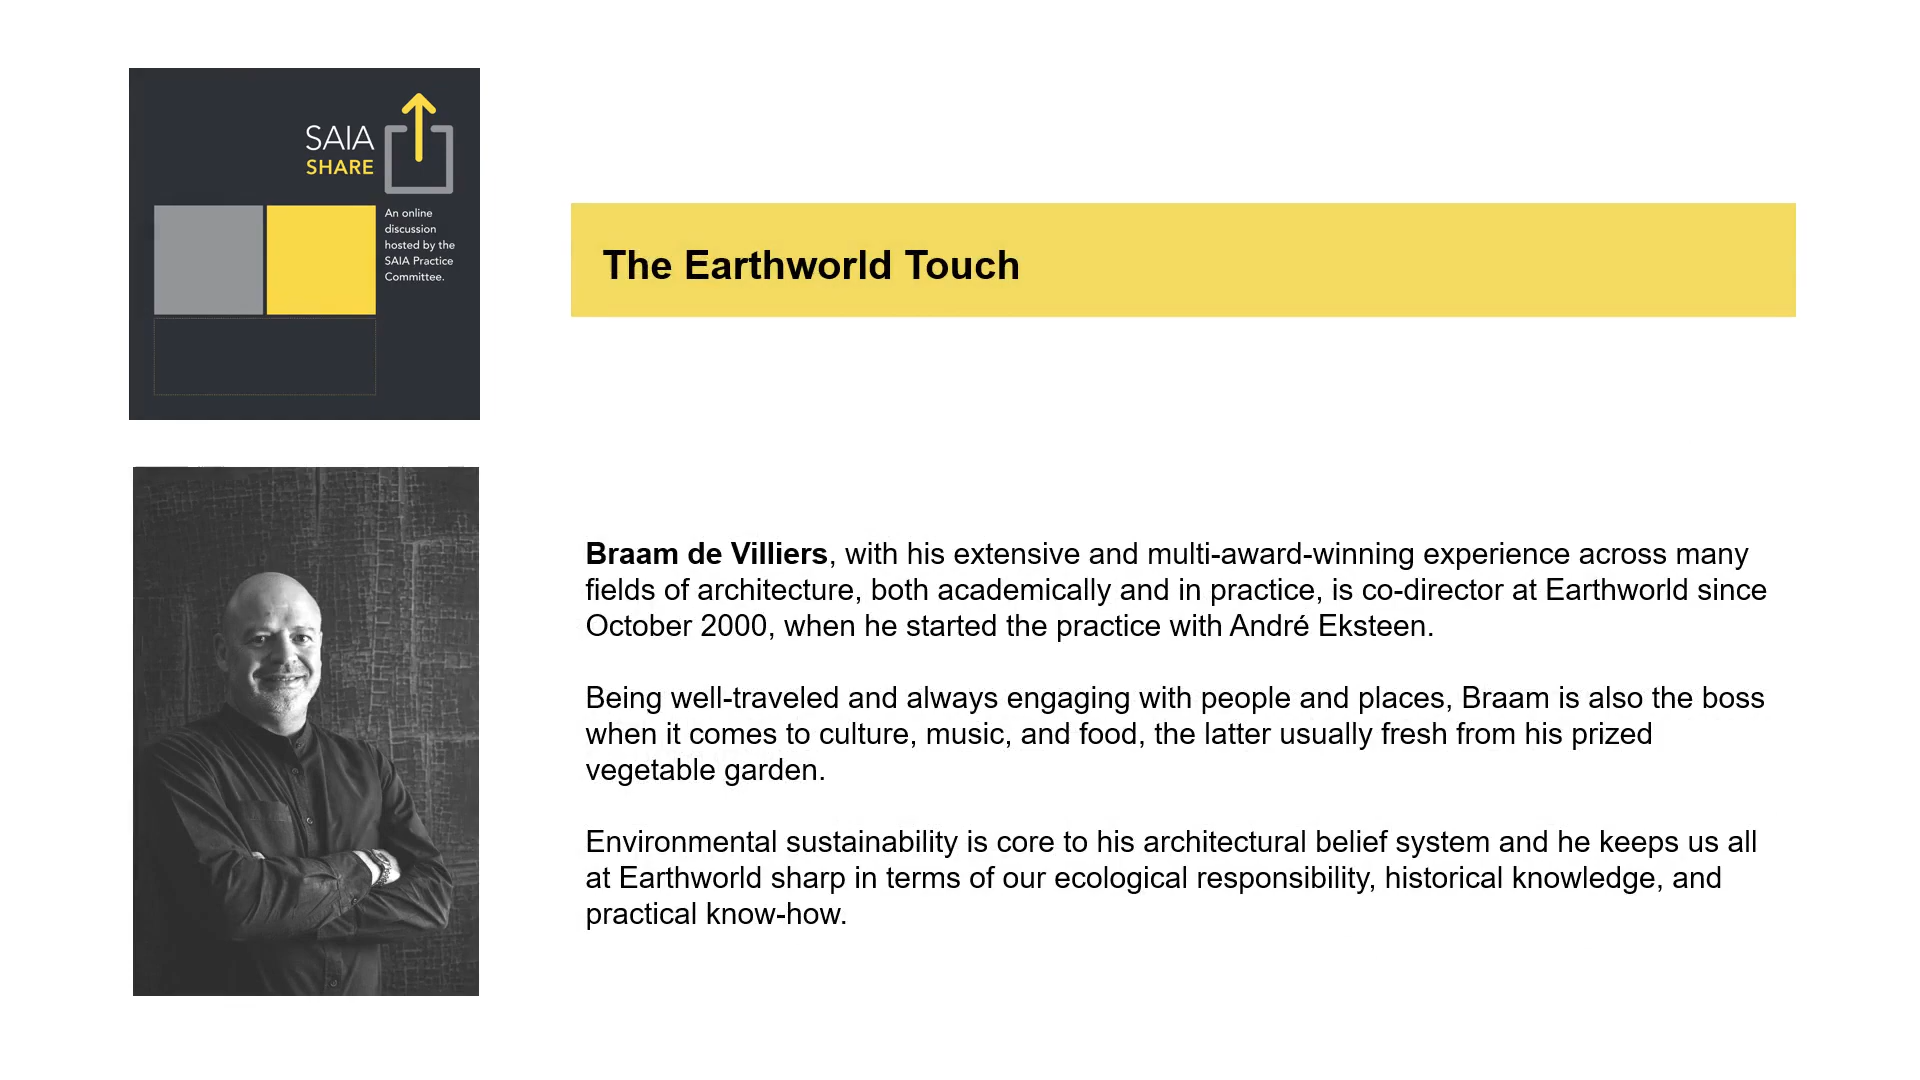 SAIA
SHARE
An online
discussion
hosted by the
SAIA Practice
Committee.
The Earthworld Touch
Braam de Villiers, with his extensive and multi-award-winning experience across many
fields of architecture, both academically and in practice, is co-director at Earthworld since
October 2000, when he started the practice with André Eksteen.
Being well-traveled and always engaging with people and places, Braam is also the boss
when it comes to culture, music, and food, the latter usually fresh from his prized
vegetable garden.
Environmental sustainability is core to his architectural belief system and he keeps us all
at Earthworld sharp in terms of our ecological responsibility, historical knowledge, and
practical know-how.